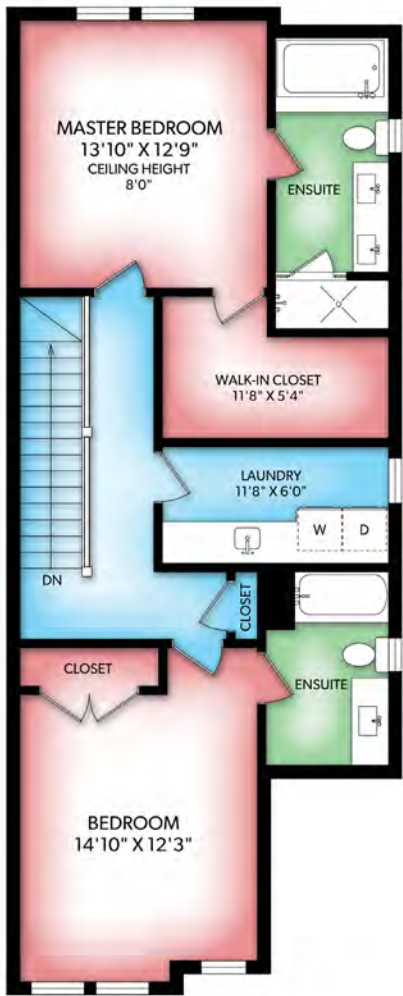 MASTER BEDROOM
13'10" X 12'9"
CEILING HEIGHT
8'0"
ENSUITE
WALK-IN CLOSET
11'8" X 5'4"
LAUNDRY
11'8" X 6'0"
W
D
DN
CLOSET
CLOSET
ENSUITE
BEDROOM
14'10" X 12'3"